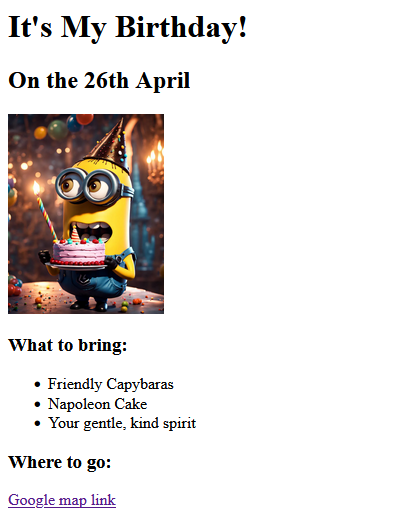 It's My Birthday!
On the 26th April
What to bring:
• Friendly Capybaras
• Napoleon Cake
• Your gentle, kind spirit
Where to go:
Google map link